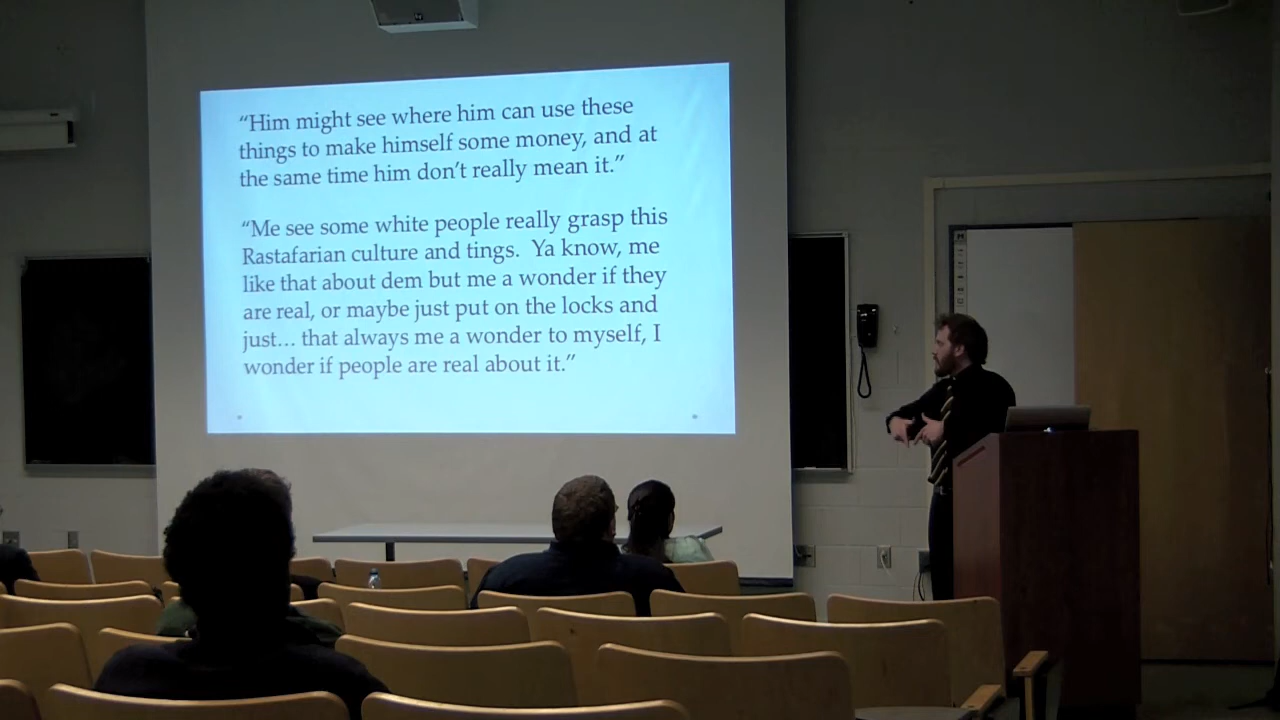 “Him might see where him can use these
things to make himself some money, and at
the same time him don’t really mean it.”
“Me see some white people really grasp this
Rastafarian culture and tings.  Ya know, me
like that about dem but me a wonder if they
are real, or maybe just put on the locks and
just... that always me a wonder to myself, I
wonder if people are real about it.”